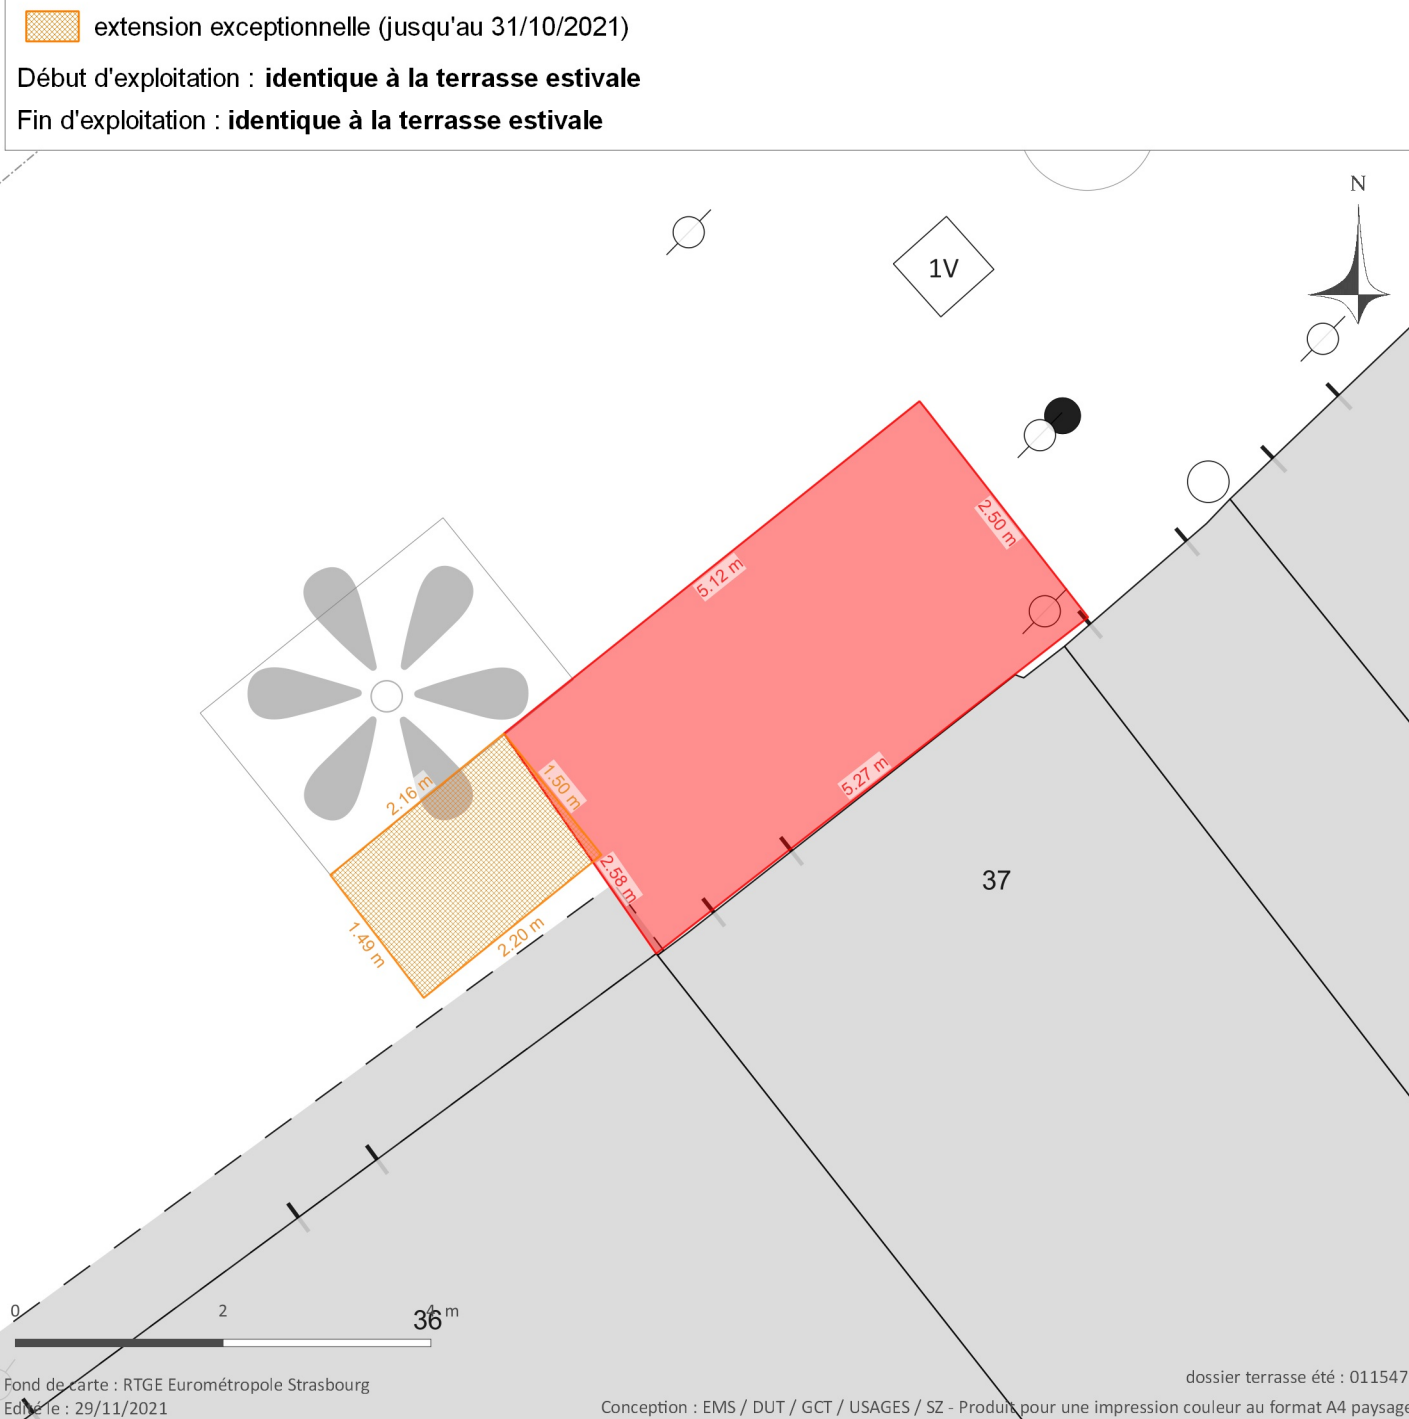 extension exceptionnelle (jusqu'au 31/10/2021)
Début d'exploitation : identique à la terrasse estivale
Fin d'exploitation : identique à la terrasse estivale
N
1V
2.50 m
5.12 m
1.50 m
2.16 m
5.27 m
2.58 m
37
1.49 m
2.20 m
0 2 4 m
36
Fond de carte : RTGE Eurométropole Strasbourg
dossier terrasse été : 011547
Edité le : 29/11/2021
Conception : EMS / DUT / GCT / USAGES / SZ - Produit pour une impression couleur au format A4 paysage